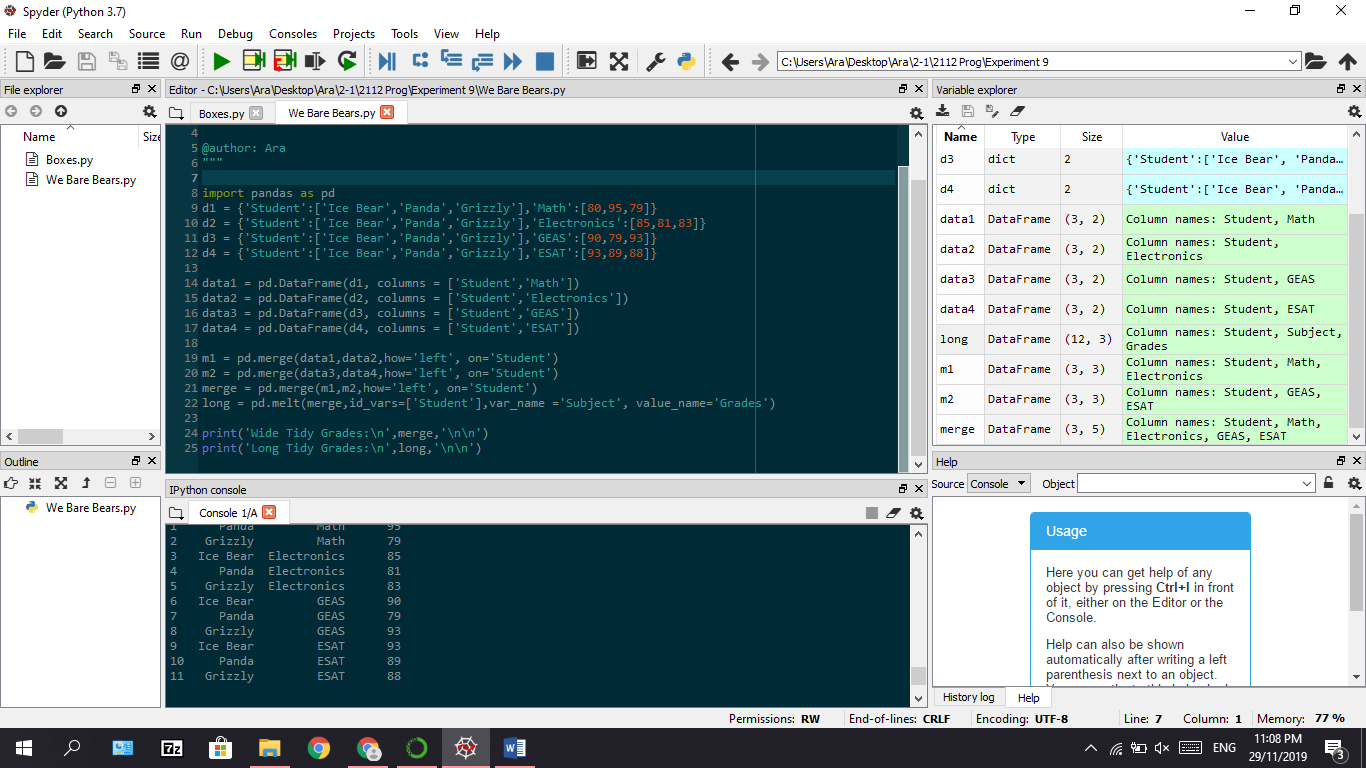 Spyder (Python 3.7)
File Edit Search Source Run Debug Consoles Projects Tools View Help
C:\Users\Ara\Desktop\Ara\2-1\2112 Prog\Experiment 9
File explorer
Name Size
Boxes.py
We Bare Bears.py
Outline
We Bare Bears.py
Editor - C:\Users\Ara\Desktop\Ara\2-1\2112 Prog\Experiment 9\We Bare Bears.py
Boxes.py We Bare Bears.py
4
5 @author: Ara
6 """
7
8 import pandas as pd
9 d1 = {'Student':['Ice Bear','Panda','Grizzly'],'Math':[80,95,79]}
10 d2 = {'Student':['Ice Bear','Panda','Grizzly'],'Electronics':[85,81,83]}
11 d3 = {'Student':['Ice Bear','Panda','Grizzly'],'GEAS':[90,79,93]}
12 d4 = {'Student':['Ice Bear','Panda','Grizzly'],'ESAT':[93,89,88]}
13
14 data1 = pd.DataFrame(d1, columns = ['Student','Math'])
15 data2 = pd.DataFrame(d2, columns = ['Student','Electronics'])
16 data3 = pd.DataFrame(d3, columns = ['Student','GEAS'])
17 data4 = pd.DataFrame(d4, columns = ['Student','ESAT'])
18
19 m1 = pd.merge(data1,data2,how='left', on='Student')
20 m2 = pd.merge(data3,data4,how='left', on='Student')
21 merge = pd.merge(m1,m2,how='left', on='Student')
22 long = pd.melt(merge,id_vars=['Student'],var_name ='Subject', value_name='Grades')
23
24 print('Wide Tidy Grades:\n',merge,'\n\n')
25 print('Long Tidy Grades:\n',long,'\n\n')
IPython console
Console 1/A
1 Panda Math 95
2 Grizzly Math 79
3 Ice Bear Electronics 85
4 Panda Electronics 81
5 Grizzly Electronics 83
6 Ice Bear GEAS 90
7 Panda GEAS 79
8 Grizzly GEAS 93
9 Ice Bear ESAT 93
10 Panda ESAT 89
11 Grizzly ESAT 88
Variable explorer
Name Type Size Value
d3 dict 2 {'Student':['Ice Bear', 'Panda...
d4 dict 2 {'Student':['Ice Bear', 'Panda...
data1 DataFrame (3, 2) Column names: Student, Math
data2 DataFrame (3, 2) Column names: Student,
Electronics
data3 DataFrame (3, 2) Column names: Student, GEAS
data4 DataFrame (3, 2) Column names: Student, ESAT
long DataFrame (12, 3) Column names: Student, Subject,
Grades
m1 DataFrame (3, 3) Column names: Student, Math,
Electronics
m2 DataFrame (3, 3) Column names: Student, GEAS,
ESAT
merge DataFrame (3, 5) Column names: Student, Math,
Electronics, GEAS, ESAT
Help
Source Console Object
Usage
Here you can get help of any
object by pressing Ctrl+I in front
of it, either on the Editor or the
Console.
Help can also be shown
automatically after writing a left
parenthesis next to an object.
History log Help
Permissions: RW End-of-lines: CRLF Encoding: UTF-8 Line: 7 Column: 1 Memory: 77 %
7z W ENG 11:08 PM
29/11/2019 3